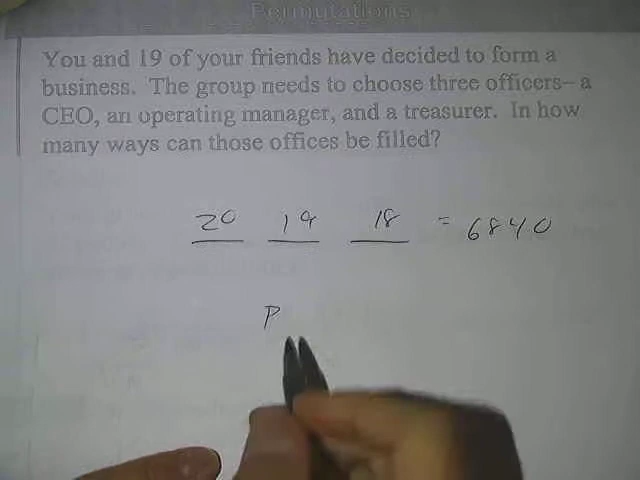 Permutations
You and 19 of your friends have decided to form a
business. The group needs to choose three officers– a
CEO, an operating manager, and a treasurer. In how
many ways can those offices be filled?
20 19 18 = 6840
P